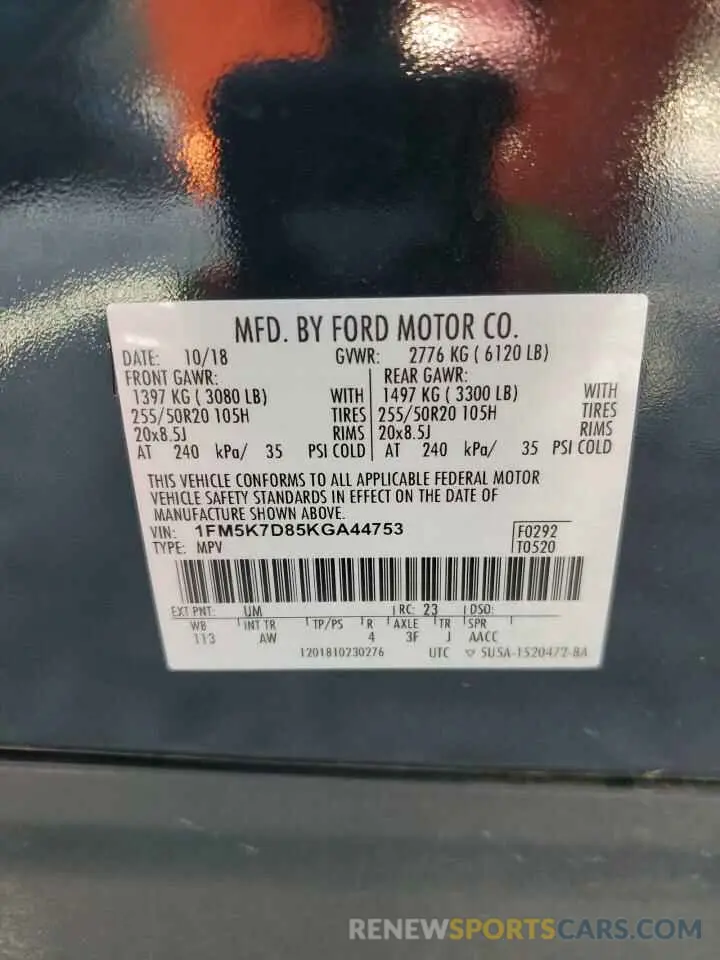 MFD. BY FORD MOTOR CO.
DATE: 10/18 GVWR: 2776 KG ( 6120 LB)
FRONT GAWR: REAR GAWR:
1397 KG ( 3080 LB) WITH 1497 KG ( 3300 LB) WITH
255/50R20 105H TIRES 255/50R20 105H TIRES
20x8.5J RIMS 20x8.5J RIMS
AT 240 kPa/ 35 PSI COLD AT 240 kPa/ 35 PSI COLD
THIS VEHICLE CONFORMS TO ALL APPLICABLE FEDERAL MOTOR
VEHICLE SAFETY STANDARDS IN EFFECT ON THE DATE OF
MANUFACTURE SHOWN ABOVE.
VIN: 1FM5K7D85KGA44753 F0292
TYPE: MPV T0520
EXT PNT: UM RC: 23 DSO:
WB INT TR TP/PS R AXLE TR SPR
113 AW 4 3F J AACC
1201810230276 UTC ▽ 5U5A-1520472-BA
RENEWSPORTSCARS.COM